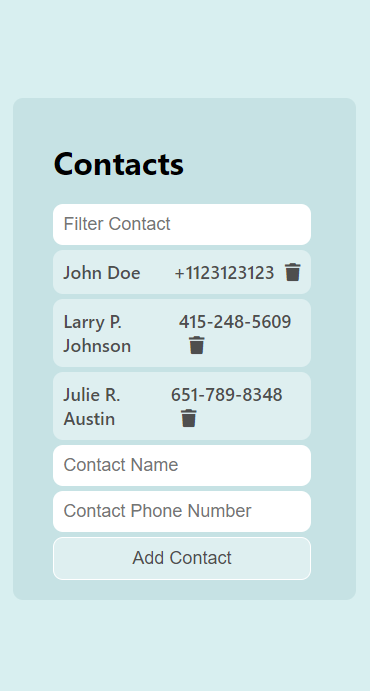 Contacts
Filter Contact
John Doe +1123123123
Larry P. 415-248-5609
Johnson
Julie R. 651-789-8348
Austin
Contact Name
Contact Phone Number
Add Contact